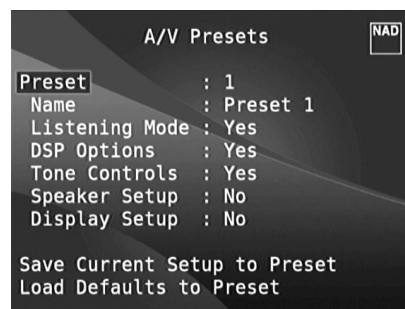 A/V Presets
NAD
Preset : 1
Name : Preset 1
Listening Mode : Yes
DSP Options : Yes
Tone Controls : Yes
Speaker Setup : No
Display Setup : No
Save Current Setup to Preset
Load Defaults to Preset